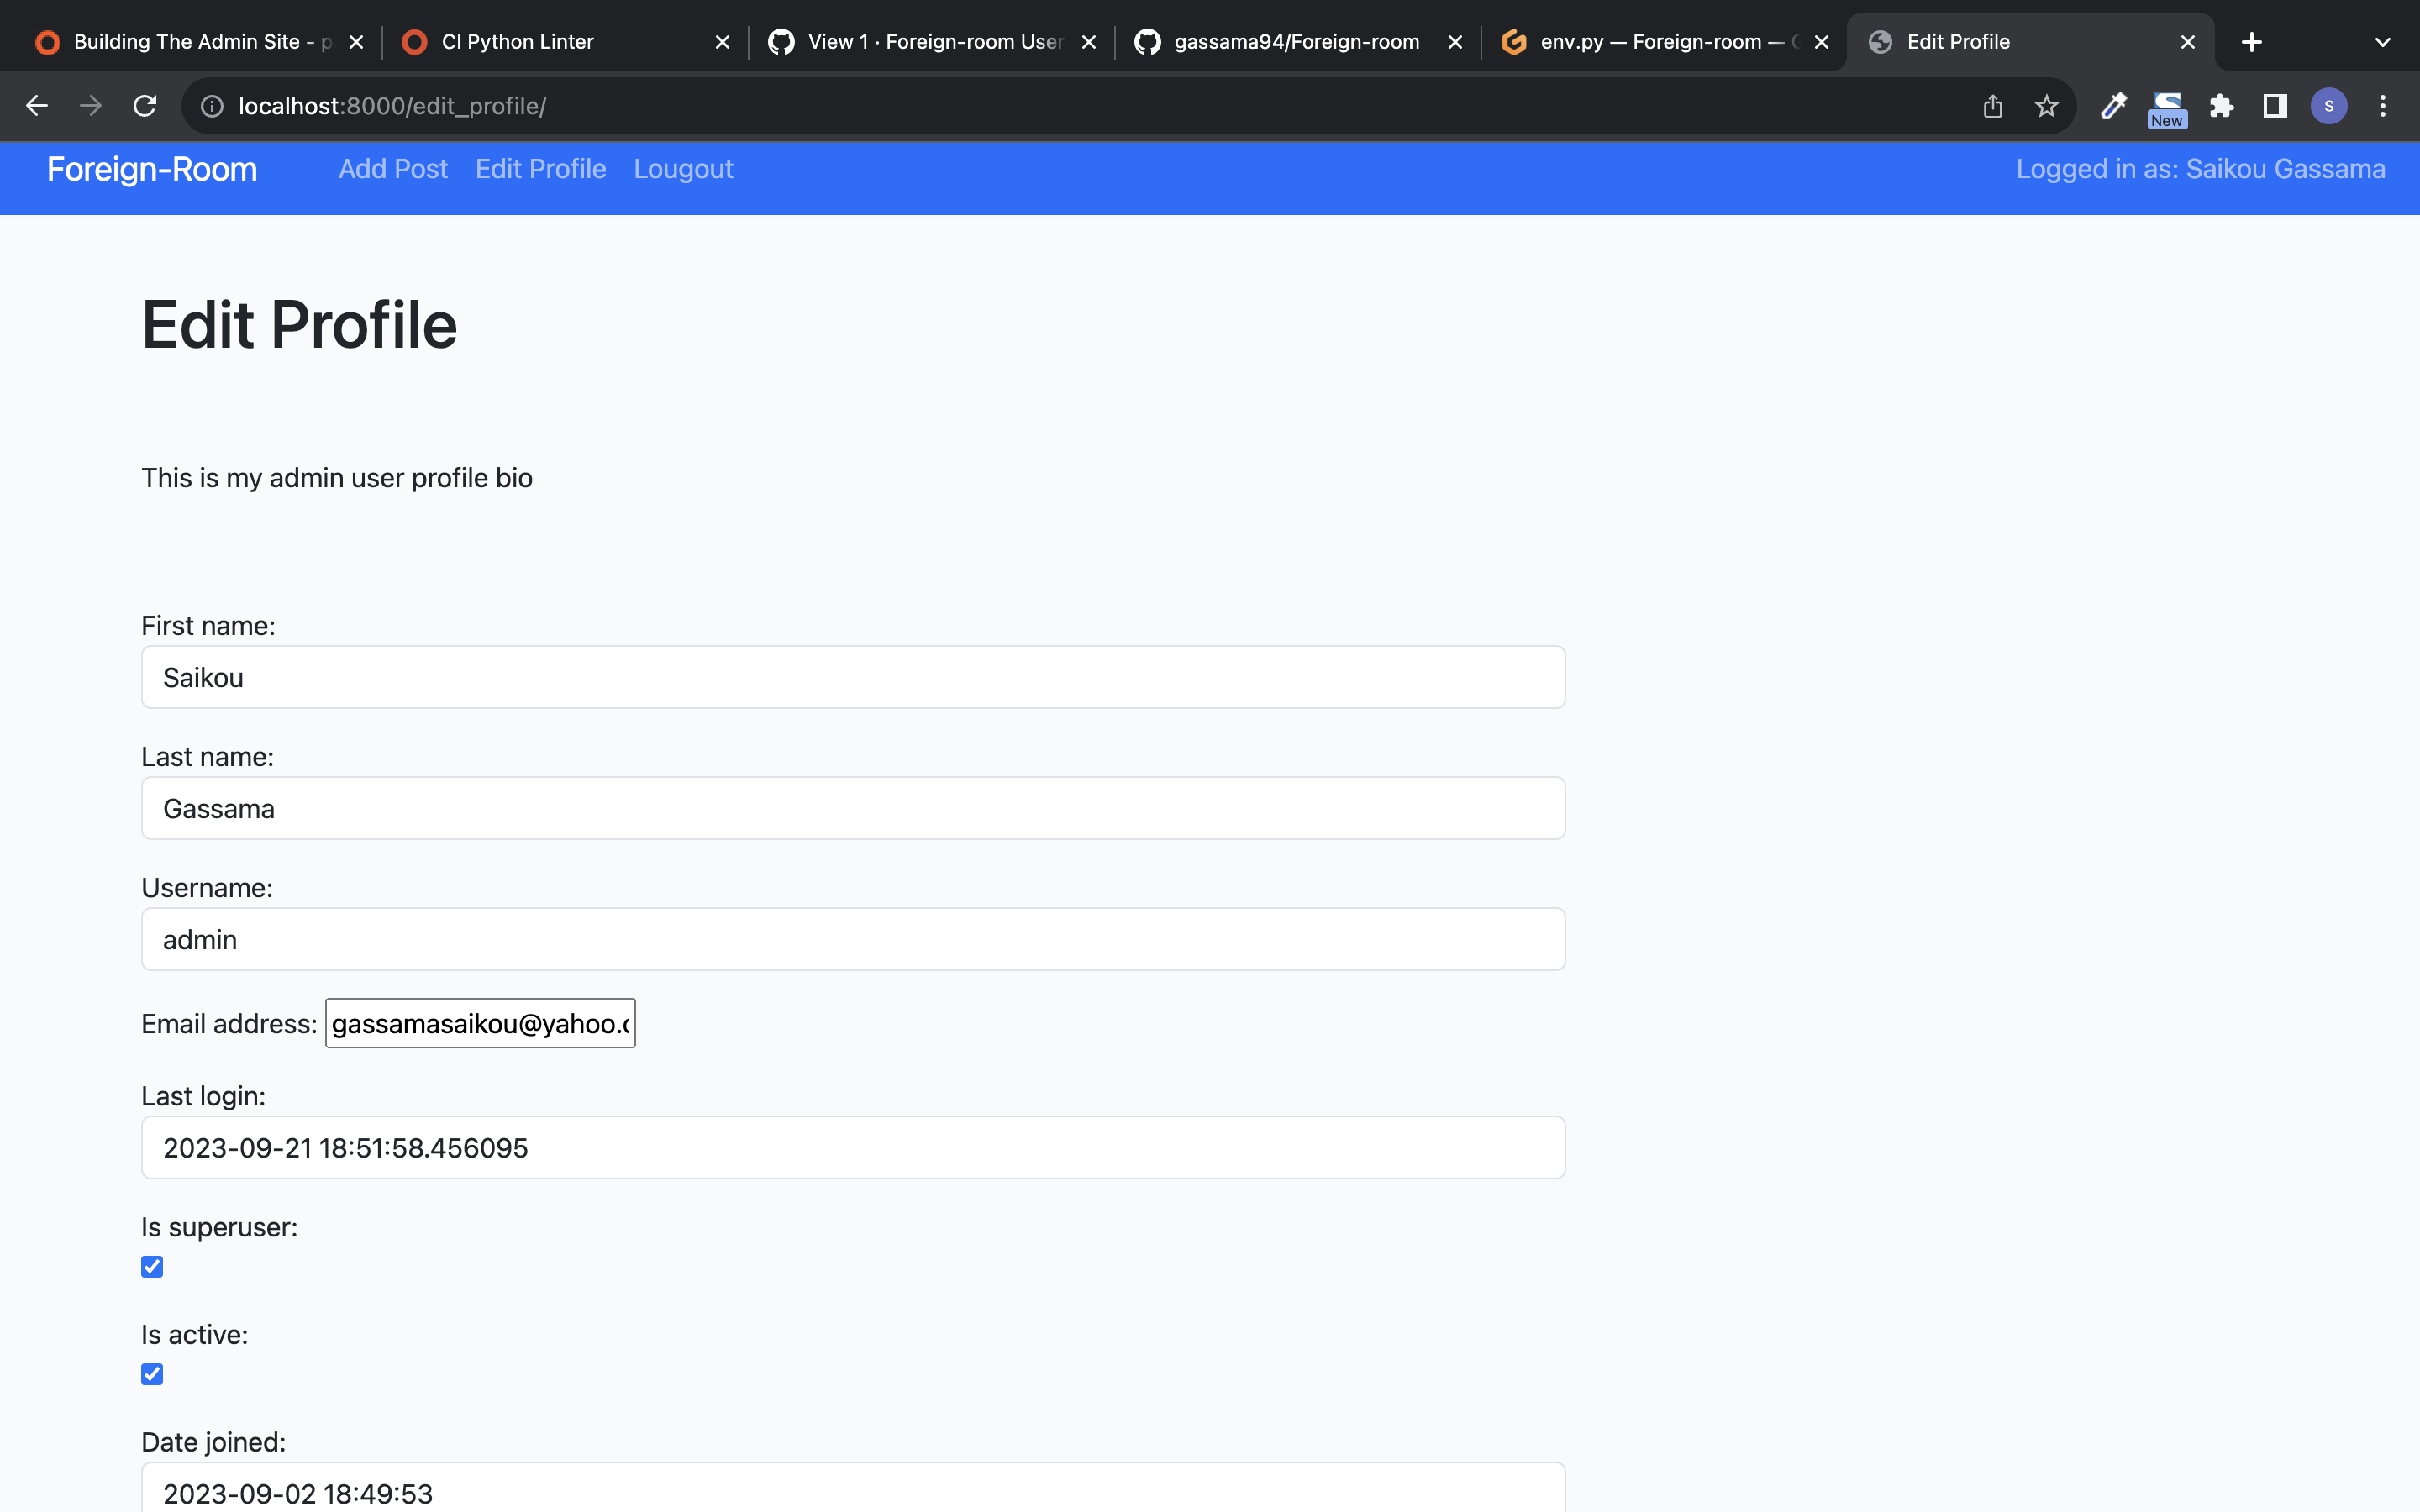 Building The Admin Site - p
CI Python Linter
View 1 · Foreign-room User
gassama94/Foreign-room
env.py — Foreign-room — G
Edit Profile
localhost:8000/edit_profile/
New
S
Foreign-Room
Add Post
Edit Profile
Lougout
Logged in as: Saikou Gassama
Edit Profile
This is my admin user profile bio
First name:
Saikou
Last name:
Gassama
Username:
admin
Email address: gassamasaikou@yahoo.c
Last login:
2023-09-21 18:51:58.456095
Is superuser:
Is active:
Date joined:
2023-09-02 18:49:53